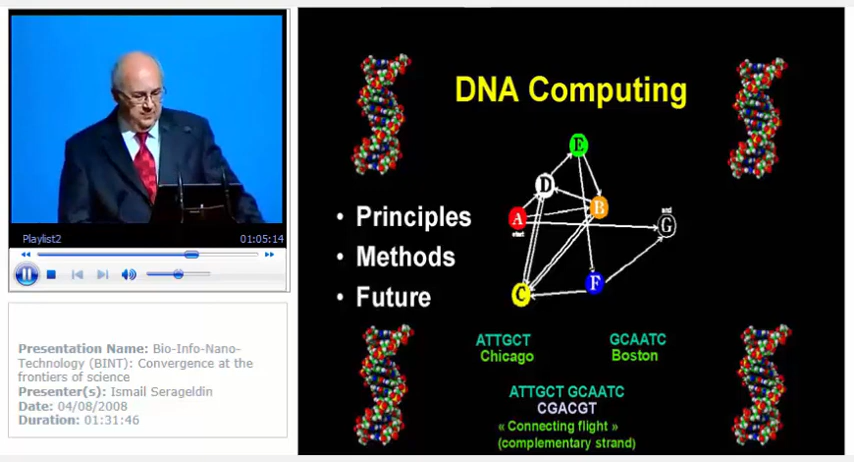 Playlist2
01:05:14
Presentation Name: Bio-Info-Nano-
Technology (BINT): Convergence at the
frontiers of science
Presenter(s): Ismail Serageldin
Date: 04/08/2008
Duration: 01:31:46
DNA Computing
• Principles
• Methods
• Future
E
D
B
A
start
end
G
F
C
ATTGCT
Chicago
GCAATC
Boston
ATTGCT GCAATC
CGACGT
« Connecting flight »
(complementary strand)